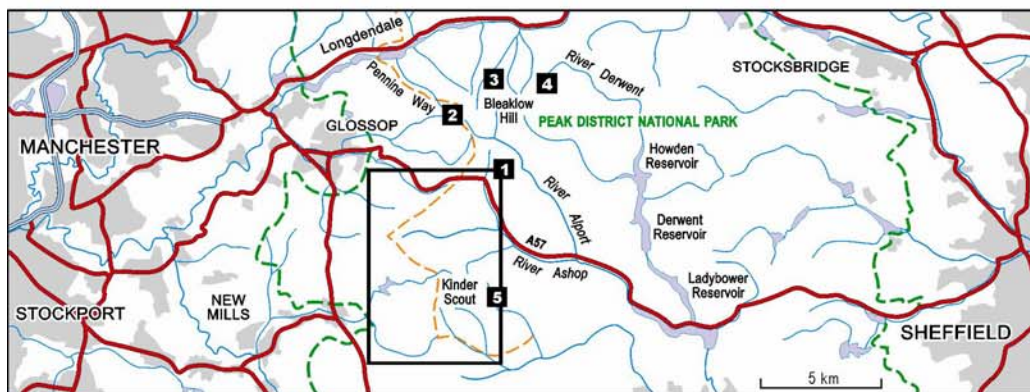 Longdendale
Pennine Way
3
4
River Derwent
STOCKSBRIDGE
Bleaklow
Hill
2
GLOSSOP
PEAK DISTRICT NATIONAL PARK
MANCHESTER
Howden
Reservoir
1
River Alport
Derwent
Reservoir
A57
River Ashop
Kinder
Scout
5
Ladybower
Reservoir
STOCKPORT
NEW
MILLS
SHEFFIELD
5 km